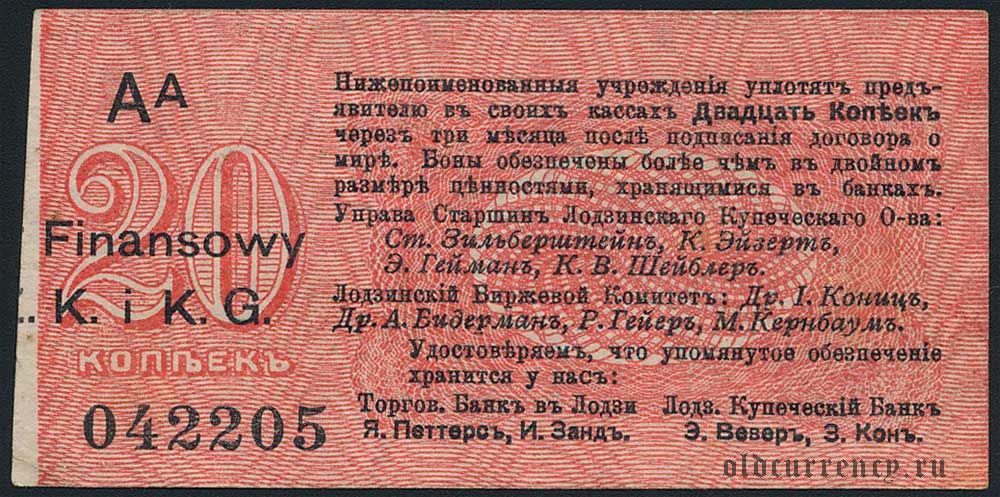 AA
20
КОПѢЕКЪ
Finansowy
.. K. i K. G.
042205
Нижепоименованныя учрежденія уплотятъ предъ-
явителю въ своихъ кассахъ Двадцать Копѣекъ
черезъ три мѣсяца послѣ подписанія договора о
мирѣ. Боны обезпечены болѣе чѣмъ въ двойномъ
размѣрѣ цѣнностями, хранящимися въ банкахъ.
Управа Старшинъ Лодзинскаго Купеческаго О-ва:
Ст. Зильберштейнъ, К. Эйзертъ,
Э. Гейманъ, К. В. Шейблеръ.
Лодзинскій Биржевой Комитетъ: Др. І. Коницъ,
Др. А. Бидерманъ, Р. Гейеръ, М. Кернбаумъ.
Удостовѣряемъ, что упомянутое обезпеченіе
хранится у насъ:
Торгов. Банкъ въ Лодзи Лодз. Купеческій Банкъ
Я. Петтерсъ, И. Зандъ. Э. Веверъ, З. Конъ.
oldcurrency.ru